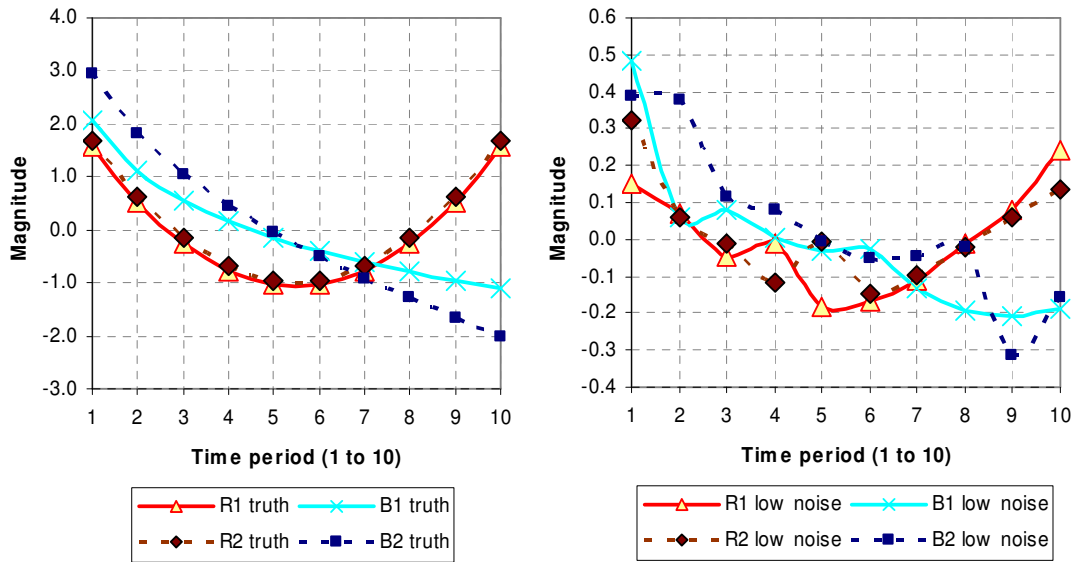 4.0
3.0
2.0
1.0
0.0
-1.0
-2.0
-3.0
Magnitude
1 2 3 4 5 6 7 8 9 10
Time period (1 to 10)
R1 truth B1 truth
R2 truth B2 truth
0.6
0.5
0.4
0.3
0.2
0.1
0.0
-0.1
-0.2
-0.3
-0.4
Magnitude
1 2 3 4 5 6 7 8 9 10
Time period (1 to 10)
R1 low noise B1 low noise
R2 low noise B2 low noise